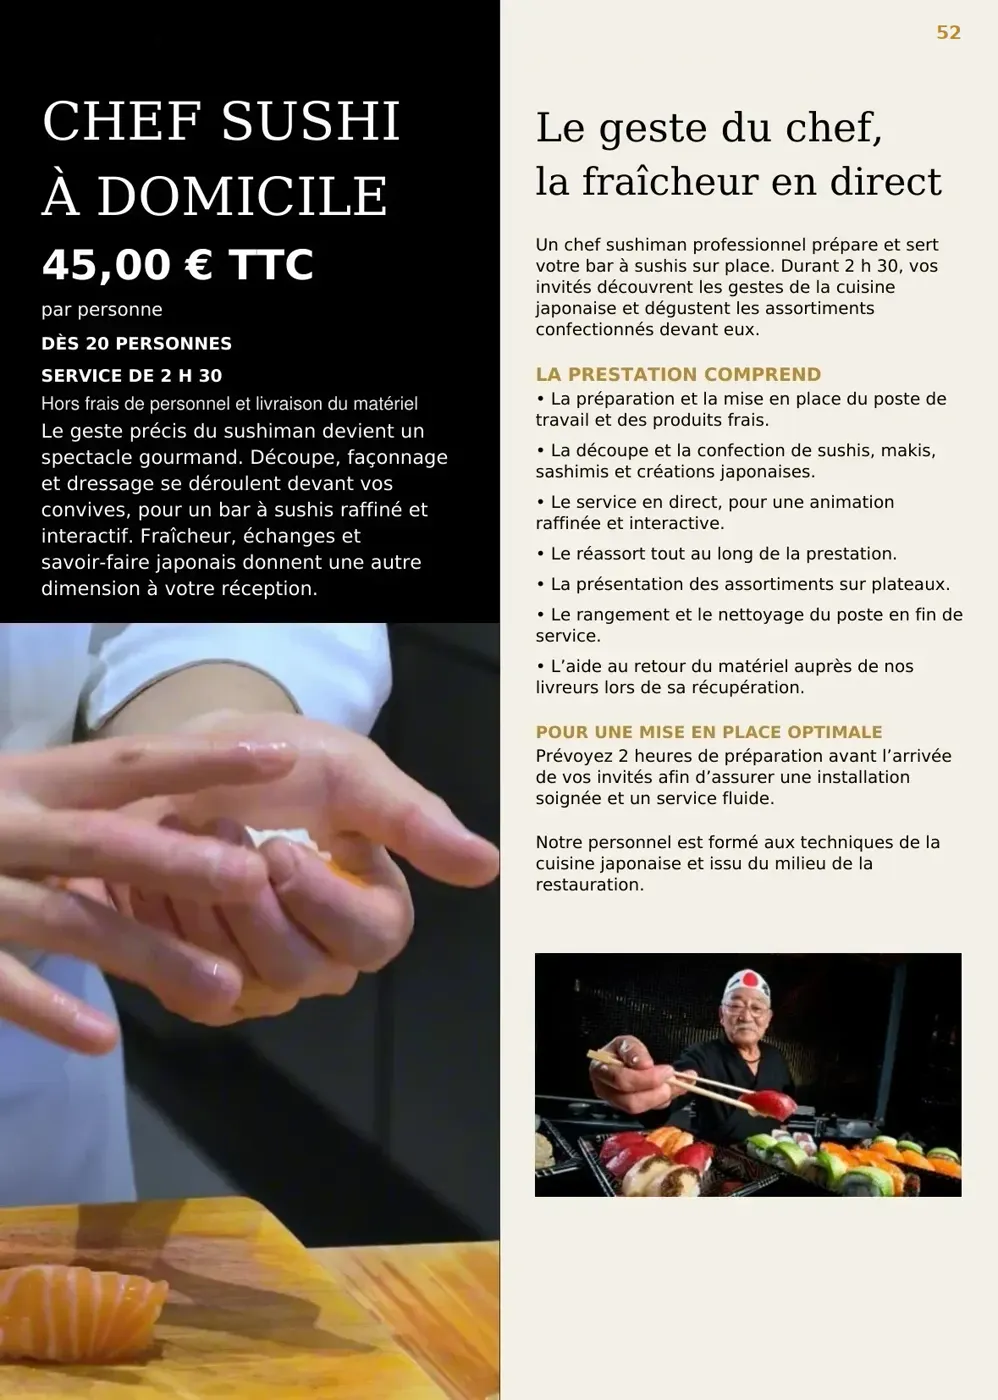 CHEF SUSHI
À DOMICILE
45,00 € TTC
par personne
DÈS 20 PERSONNES
SERVICE DE 2 H 30
Hors frais de personnel et livraison du matériel
Le geste précis du sushiman devient un
spectacle gourmand. Découpe, façonnage
et dressage se déroulent devant vos
convives, pour un bar à sushis raffiné et
interactif. Fraîcheur, échanges et
savoir-faire japonais donnent une autre
dimension à votre réception.
52
Le geste du chef,
la fraîcheur en direct
Un chef sushiman professionnel prépare et sert
votre bar à sushis sur place. Durant 2 h 30, vos
invités découvrent les gestes de la cuisine
japonaise et dégustent les assortiments
confectionnés devant eux.
LA PRESTATION COMPREND
• La préparation et la mise en place du poste de
travail et des produits frais.
• La découpe et la confection de sushis, makis,
sashimis et créations japonaises.
• Le service en direct, pour une animation
raffinée et interactive.
• Le réassort tout au long de la prestation.
• La présentation des assortiments sur plateaux.
• Le rangement et le nettoyage du poste en fin de
service.
• L’aide au retour du matériel auprès de nos
livreurs lors de sa récupération.
POUR UNE MISE EN PLACE OPTIMALE
Prévoyez 2 heures de préparation avant l’arrivée
de vos invités afin d’assurer une installation
soignée et un service fluide.
Notre personnel est formé aux techniques de la
cuisine japonaise et issu du milieu de la
restauration.